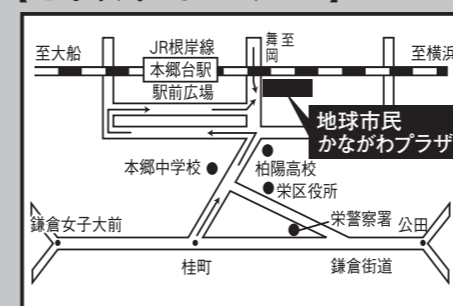 至大船
JR根岸線
本郷台駅
駅前広場
至
舞岡
至横浜
地球市民
かながわプラザ
本郷中学校
柏陽高校
栄区役所
栄警察署
公田
鎌倉女子大前
桂町
鎌倉街道